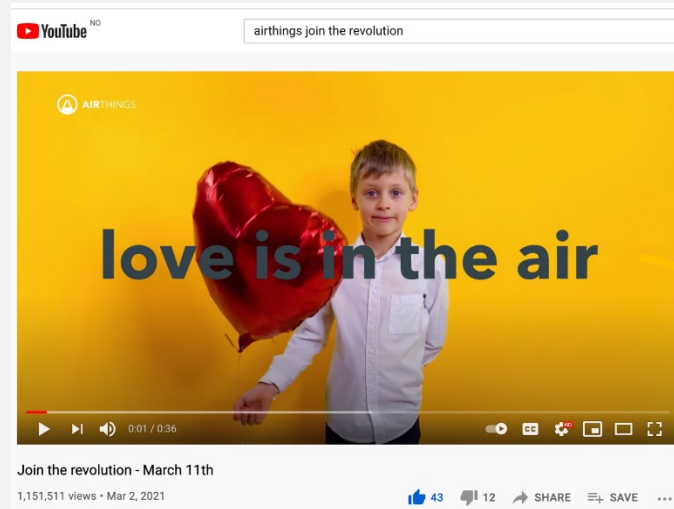 YouTube NO
airthings join the revolution
AIRTHINGS
love is in the air
0:01 / 0:36
CC
HD
Join the revolution - March 11th
1,151,511 views • Mar 2, 2021
43 12 SHARE SAVE